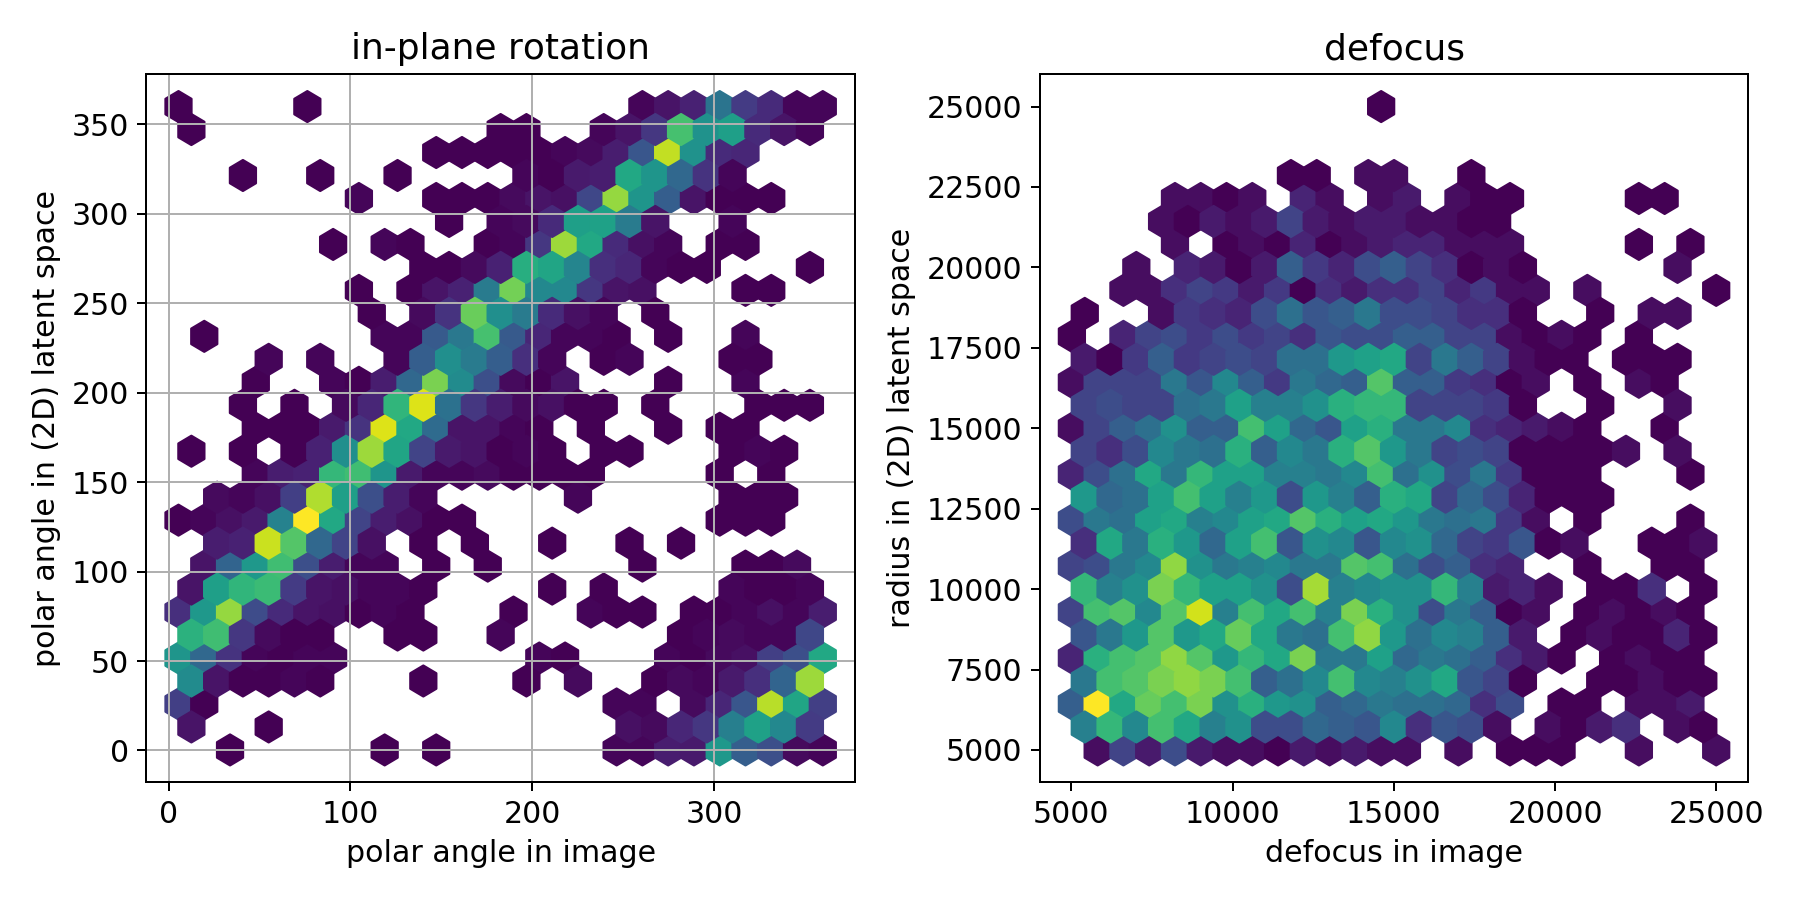 in-plane rotation
350
300
250
200
150
100
50
0
polar angle in (2D) latent space
0 100 200 300
polar angle in image
defocus
25000
22500
20000
17500
15000
12500
10000
7500
5000
radius in (2D) latent space
5000 10000 15000 20000 25000
defocus in image